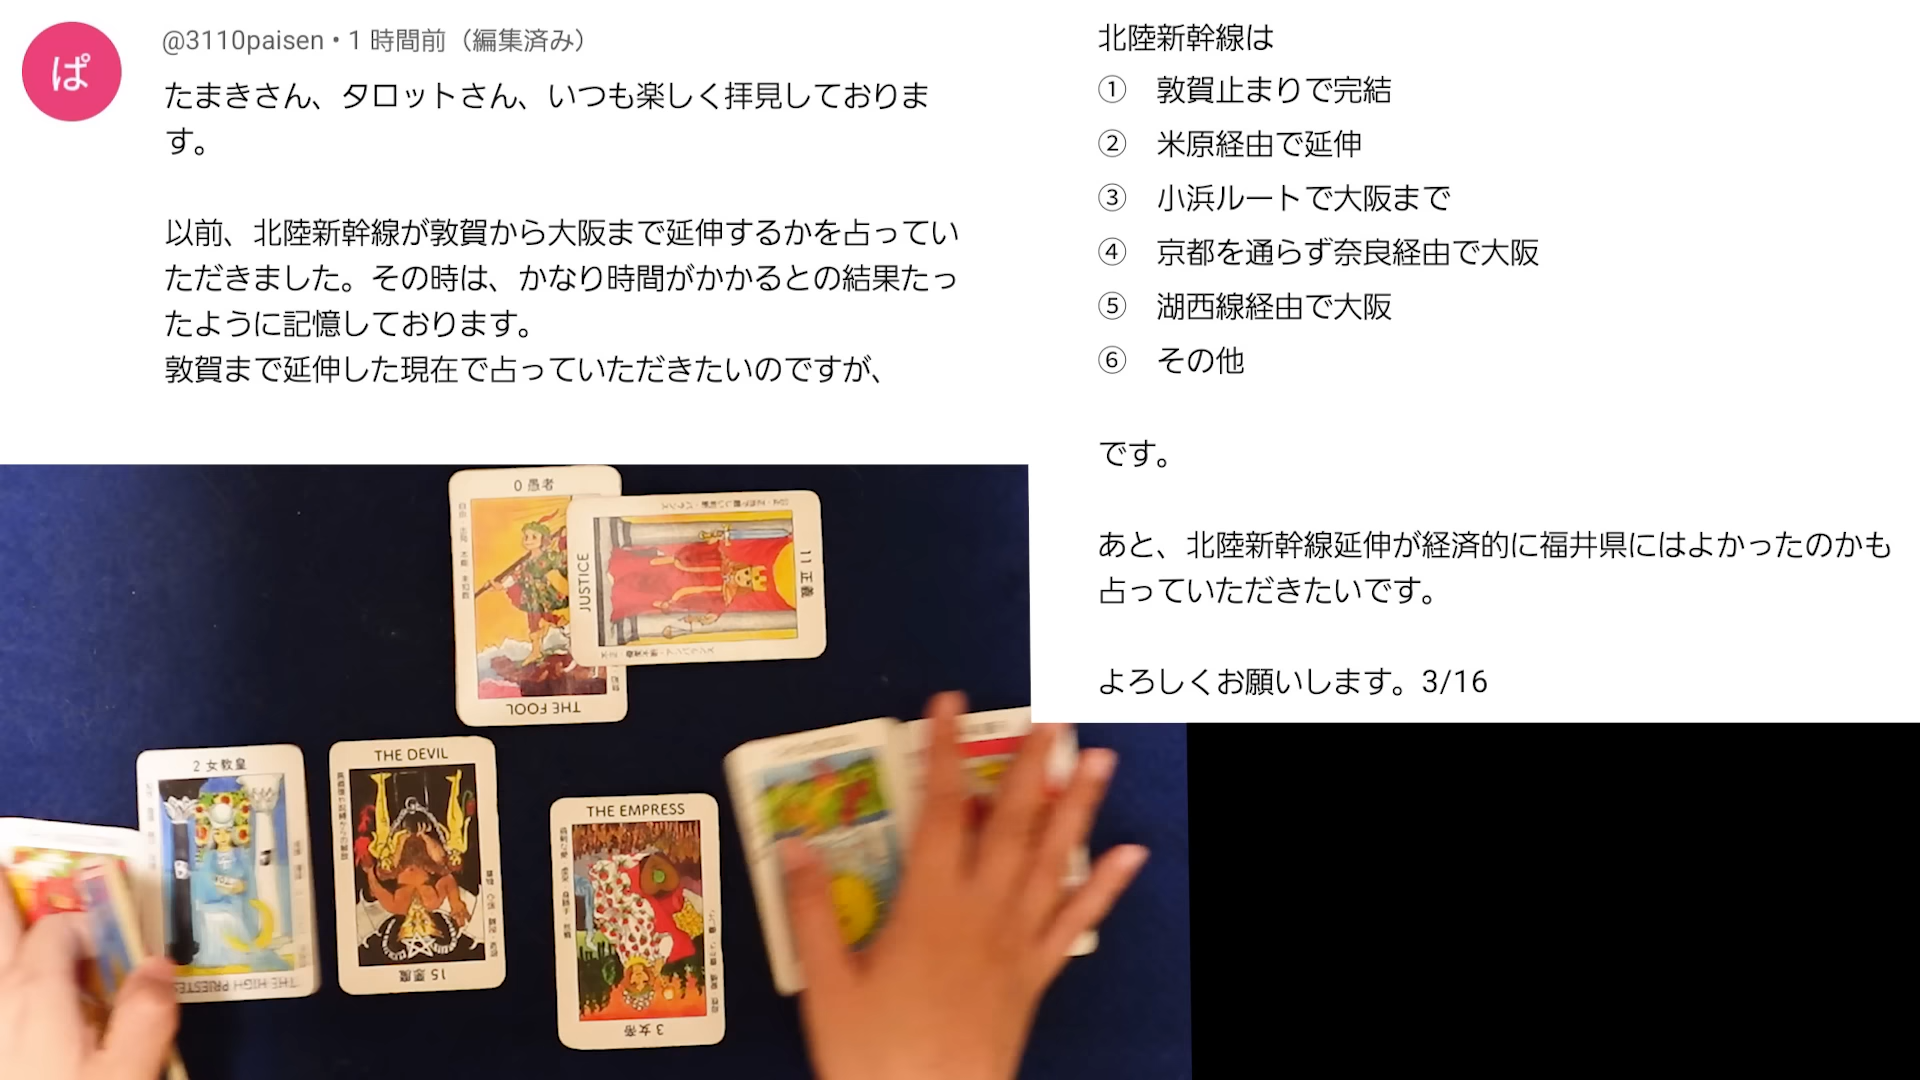 ぱ
@3110paisen • 1 時間前（編集済み）
たまきさん、タロットさん、いつも楽しく拝見しておりま
す。
以前、北陸新幹線が敦賀から大阪まで延伸するかを占ってい
ただきました。その時は、かなり時間がかかるとの結果たっ
たように記憶しております。
敦賀まで延伸した現在で占っていただきたいのですが、
北陸新幹線は
① 敦賀止まりで完結
② 米原経由で延伸
③ 小浜ルートで大阪まで
④ 京都を通らず奈良経由で大阪
⑤ 湖西線経由で大阪
⑥ その他
です。
あと、北陸新幹線延伸が経済的に福井県にはよかったのかも
占っていただきたいです。
よろしくお願いします。3/16
0 愚者
THE FOOL
JUSTICE
11 正義
2 女教皇
THE HIGH PRIESTES
THE DEVIL
15 悪魔
THE EMPRESS
3 女帝